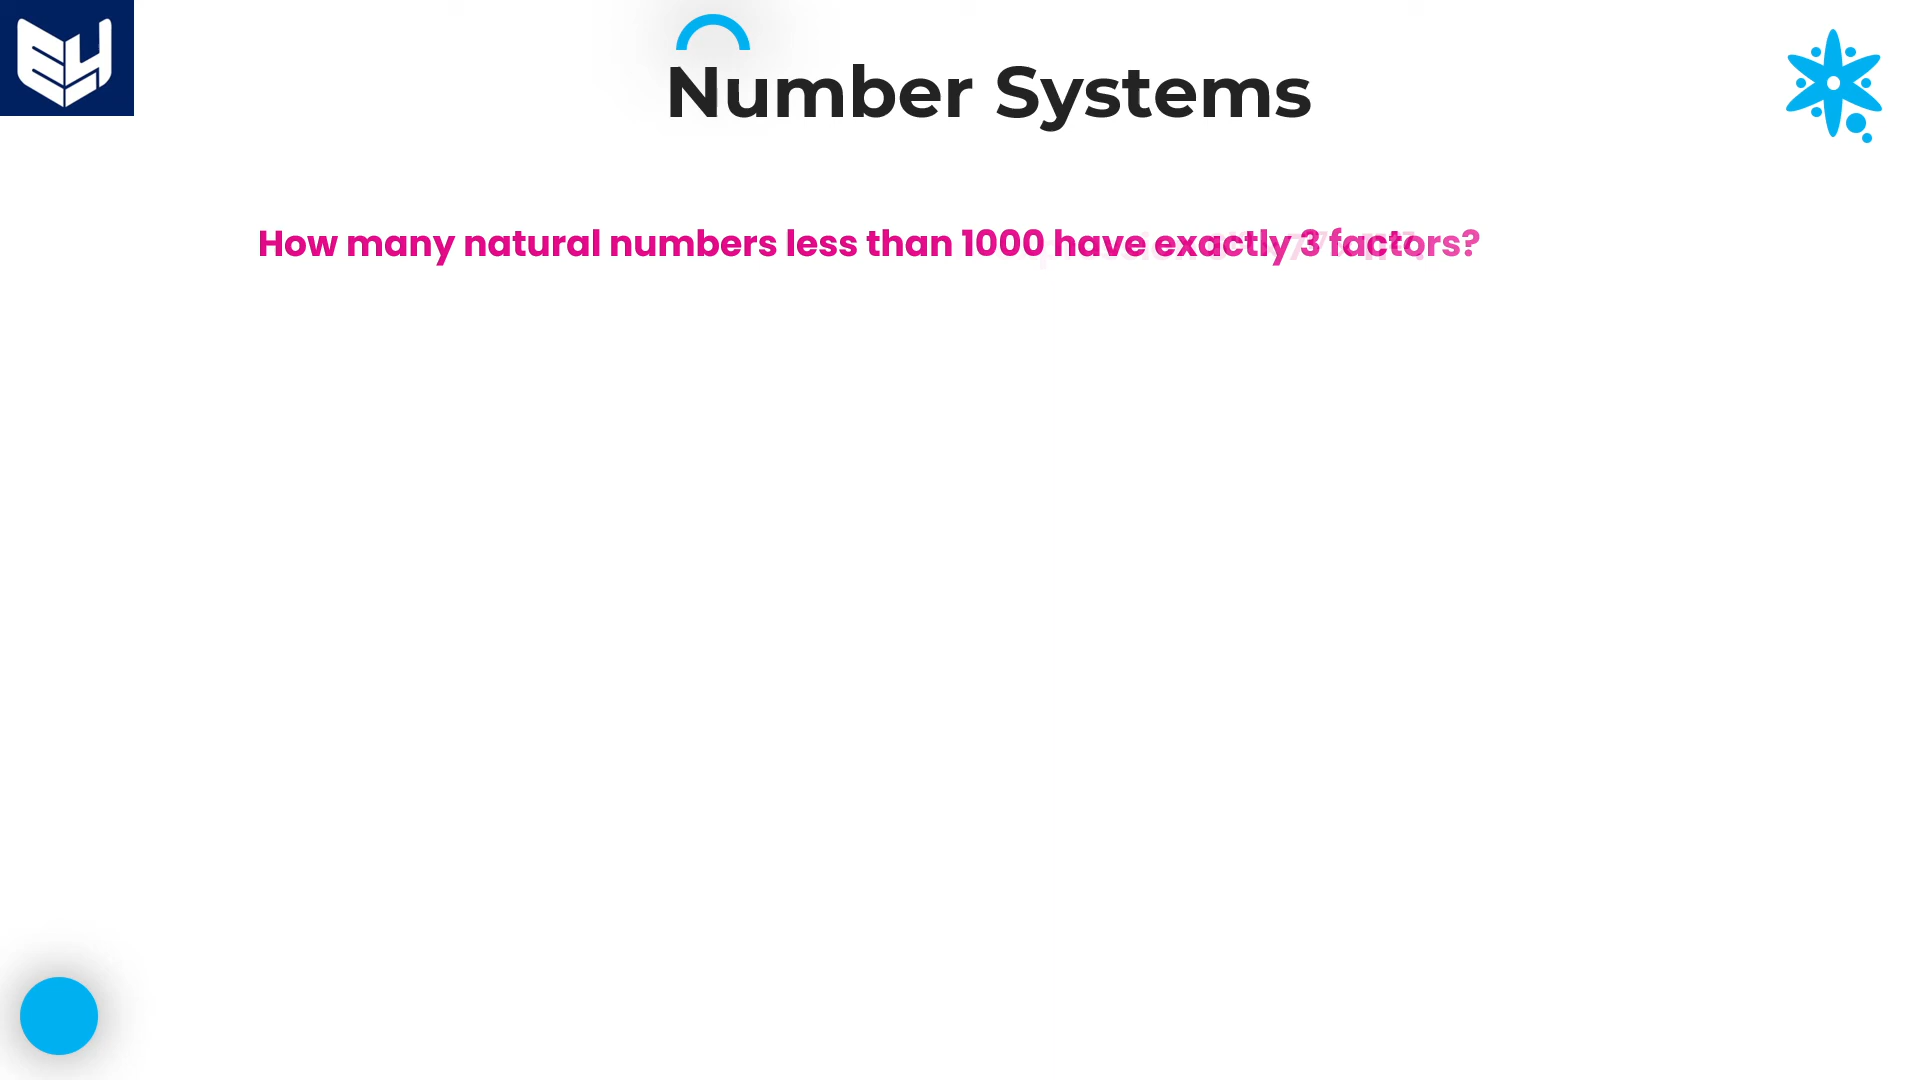 Number Systems
How many natural numbers less than 1000 have exactly 3 factors?